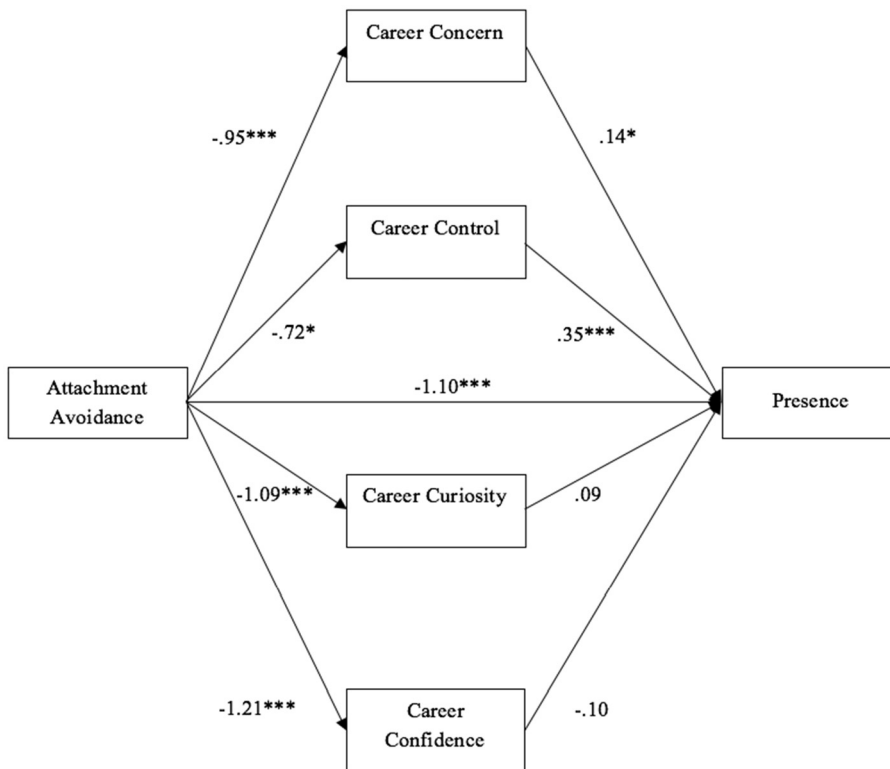 Career Concern
-.95***
.14*
Career Control
-.72*
.35***
Attachment
Avoidance
-1.10***
Presence
-1.09***
Career Curiosity
.09
-1.21***
Career
Confidence
-.10